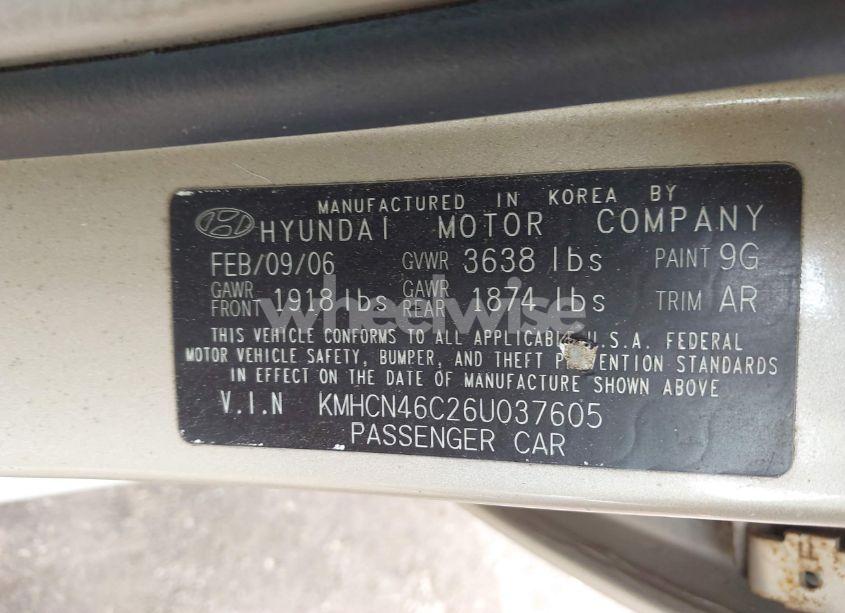 MANUFACTURED IN KOREA BY
HYUNDAI MOTOR COMPANY
FEB/09/06 GVWR 3638 lbs PAINT 9G
GAWR FRONT 1918 lbs GAWR REAR 1874 lbs TRIM AR
wheelwise
THIS VEHICLE CONFORMS TO ALL APPLICABLE U.S.A. FEDERAL
MOTOR VEHICLE SAFETY, BUMPER, AND THEFT STANDARDS
IN EFFECT ON THE DATE OF MANUFACTURE SHOWN ABOVE
V.I.N KMHCN46C26U037605
PASSENGER CAR